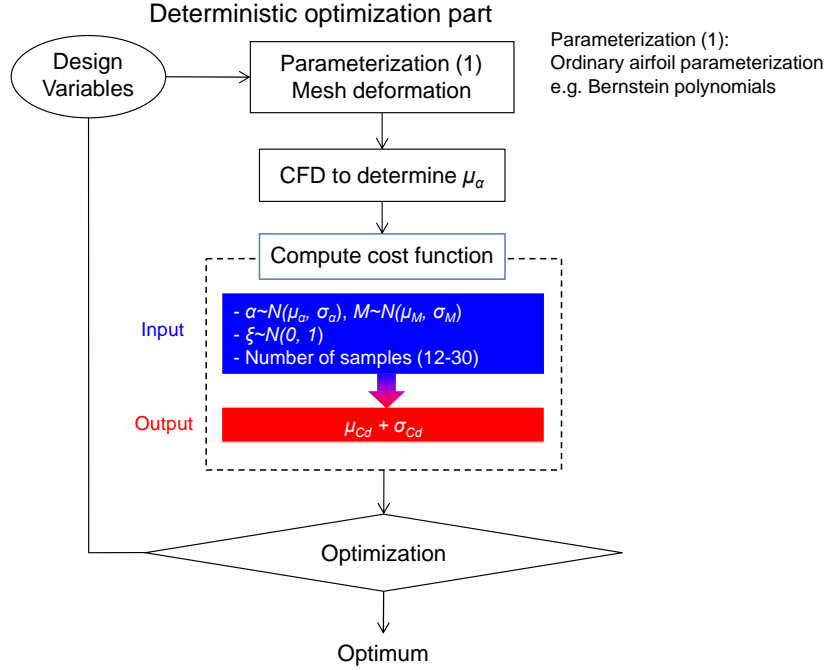 Deterministic optimization part
Design
Variables
Parameterization (1)
Mesh deformation
Parameterization (1):
Ordinary airfoil parameterization
e.g. Bernstein polynomials
CFD to determine μα
Compute cost function
Input
- α~N(μα, σα), M~N(μM, σM)
- ξ~N(0, 1)
- Number of samples (12-30)
Output
μCd + σCd
Optimization
Optimum